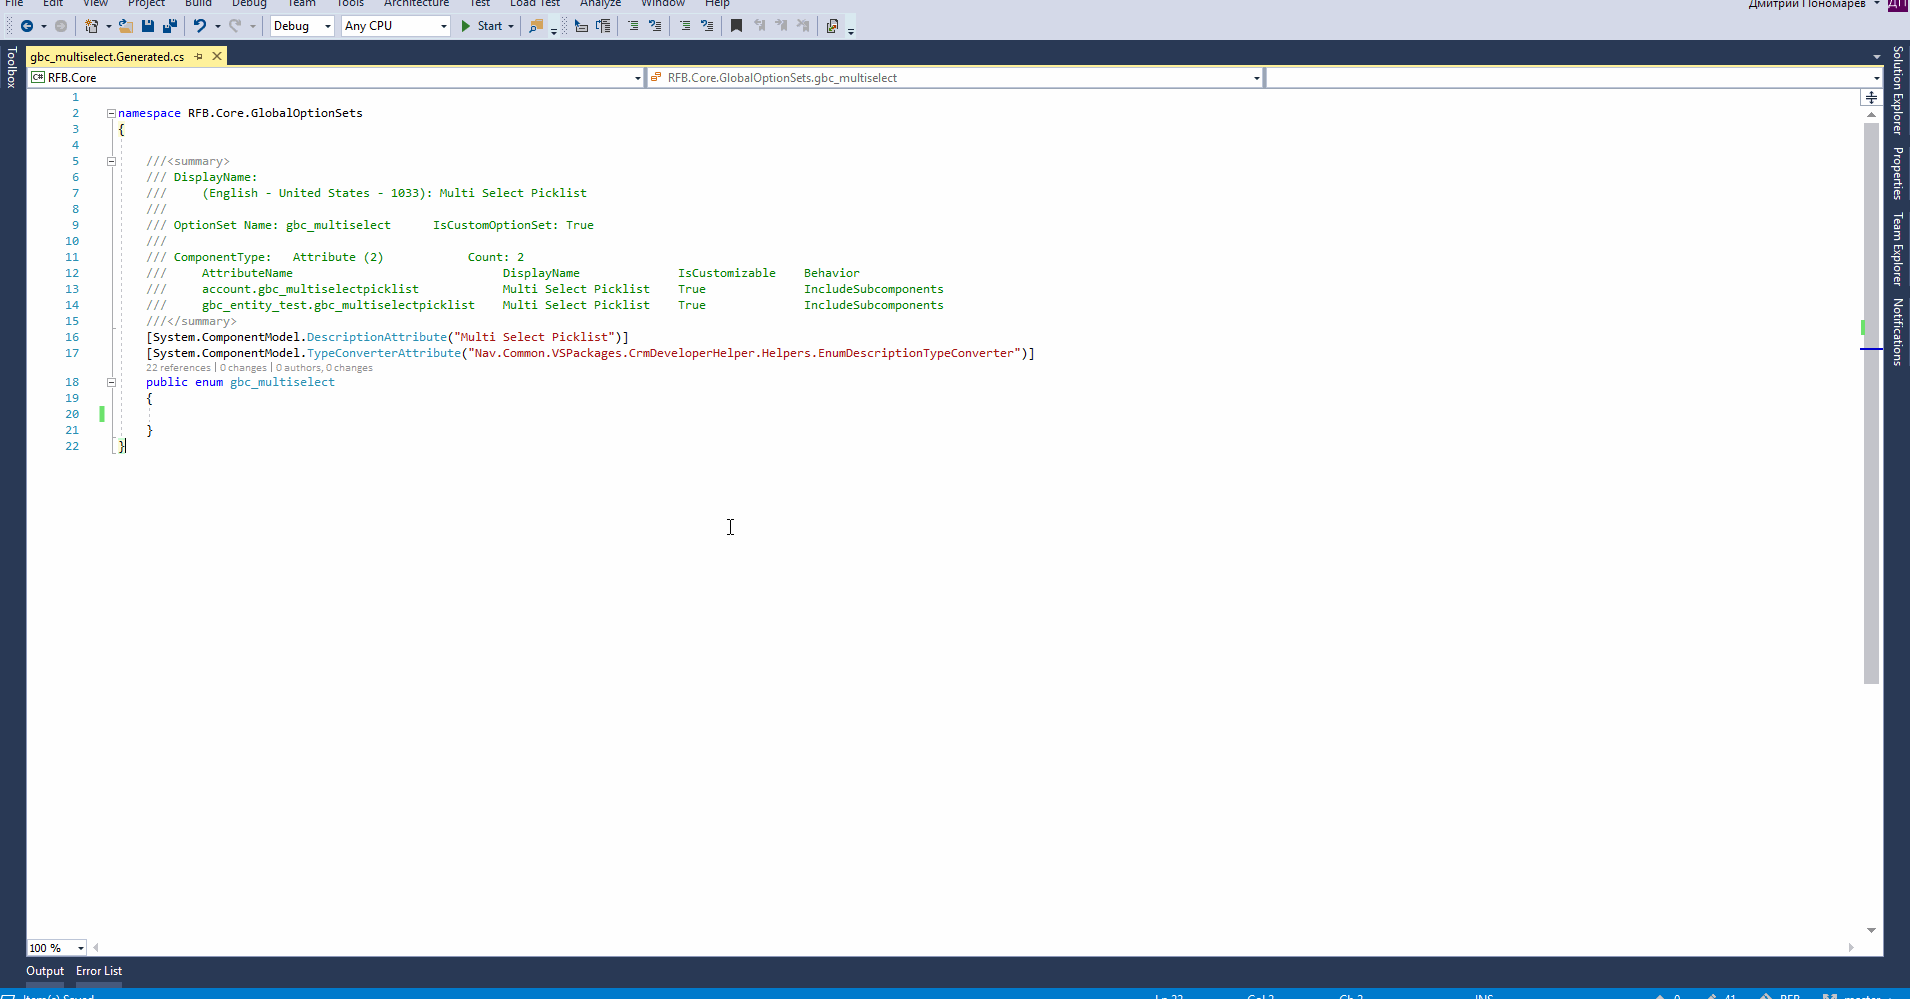 File Edit View Project Build Debug Team Tools Architecture Test Load Test Analyze Window Help
Дмитрий Пономарев ДП
Debug Any CPU Start
Toolbox
gbc_multiselect.Generated.cs
C# RFB.Core RFB.Core.GlobalOptionSets.gbc_multiselect
1
2 namespace RFB.Core.GlobalOptionSets
3 {
4
5 ///<summary>
6 /// DisplayName:
7 /// (English - United States - 1033): Multi Select Picklist
8 ///
9 /// OptionSet Name: gbc_multiselect IsCustomOptionSet: True
10 ///
11 /// ComponentType: Attribute (2) Count: 2
12 /// AttributeName DisplayName IsCustomizable Behavior
13 /// account.gbc_multiselectpicklist Multi Select Picklist True IncludeSubcomponents
14 /// gbc_entity_test.gbc_multiselectpicklist Multi Select Picklist True IncludeSubcomponents
15 ///</summary>
16 [System.ComponentModel.DescriptionAttribute("Multi Select Picklist")]
17 [System.ComponentModel.TypeConverterAttribute("Nav.Common.VSPackages.CrmDeveloperHelper.Helpers.EnumDescriptionTypeConverter")]
22 references | 0 changes | 0 authors, 0 changes
18 public enum gbc_multiselect
19 {
20
21 }
22 }
Solution Explorer
Properties
Team Explorer
Notifications
100 %
Output Error List
Item(s) Saved Ln 22 Col 2 Ch 2 INS 0 41 RFB master